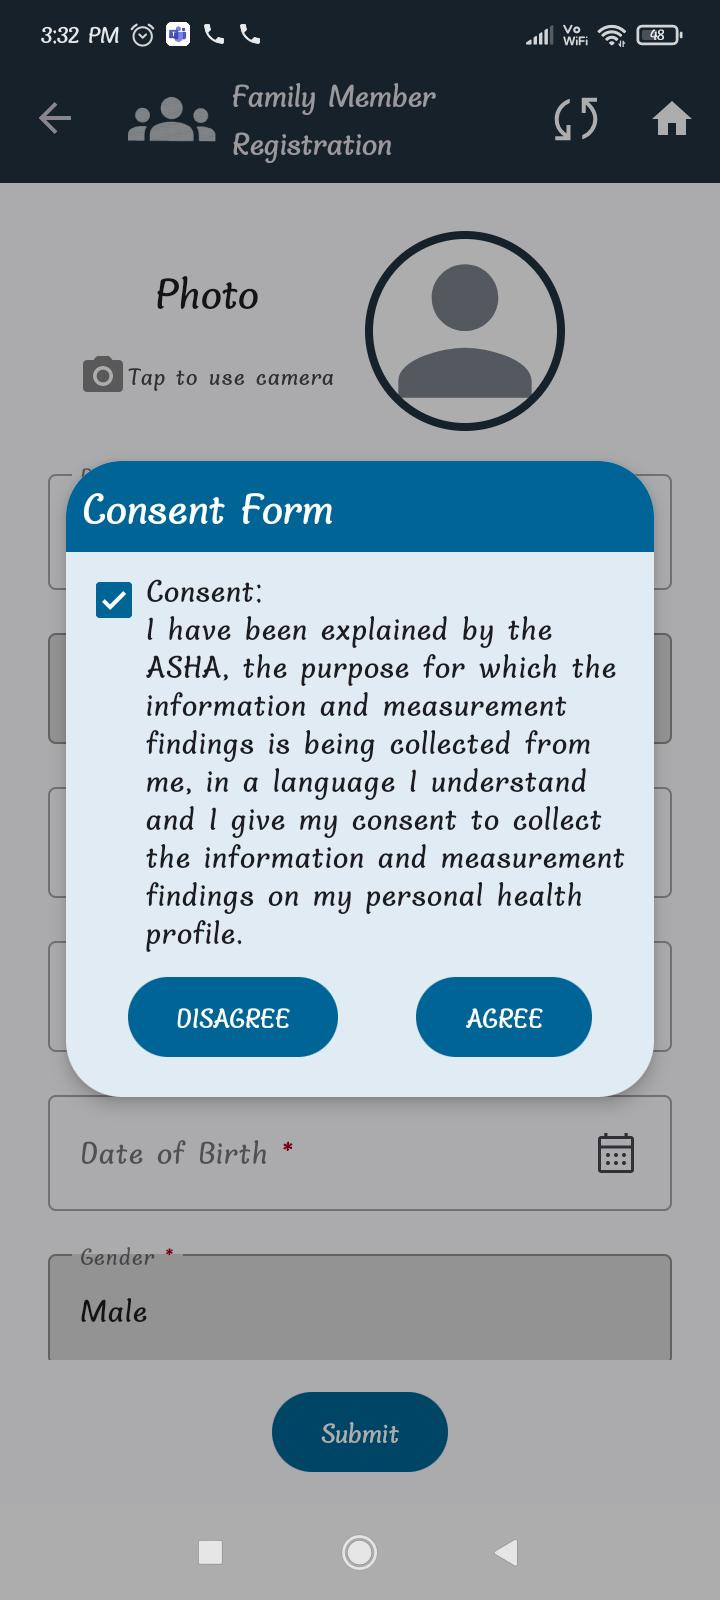 3:32 PM
Vo
WiFi
48
Family Member
Registration
Photo
Tap to use camera
Consent Form
Consent:
I have been explained by the
ASHA, the purpose for which the
information and measurement
findings is being collected from
me, in a language I understand
and I give my consent to collect
the information and measurement
findings on my personal health
profile.
DISAGREE
AGREE
Date of Birth *
Gender *
Male
Submit